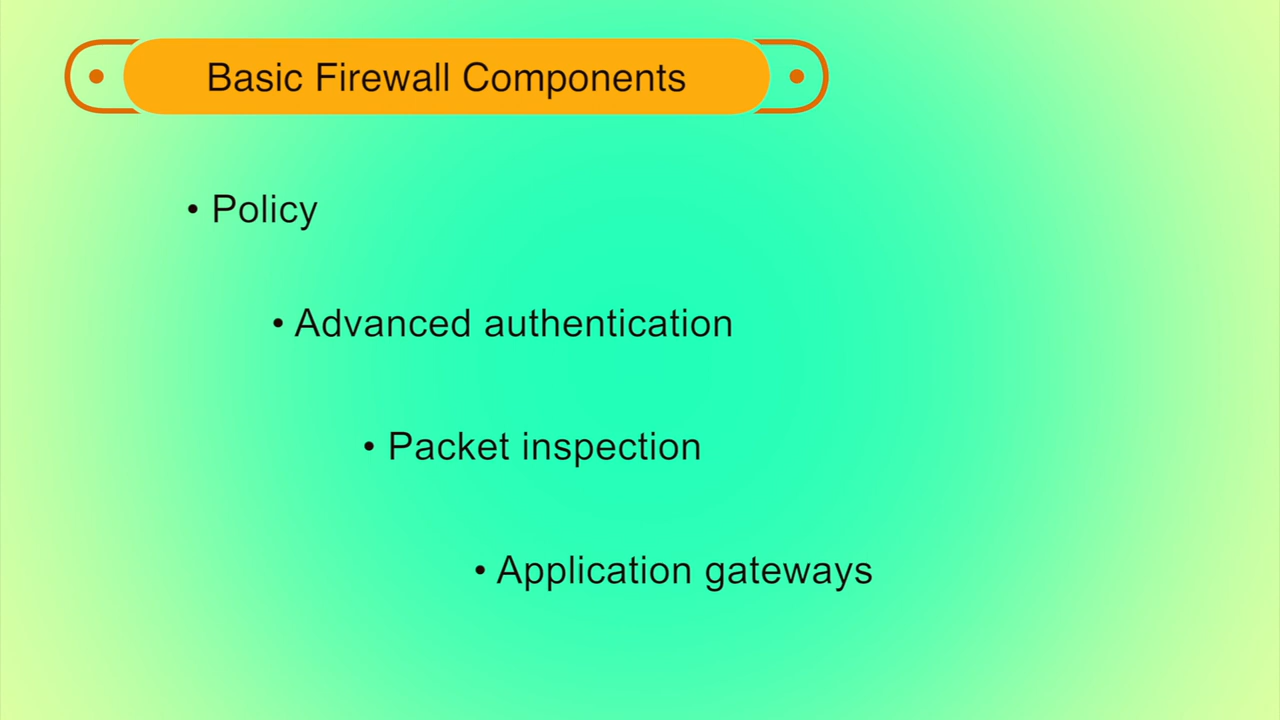 Basic Firewall Components
• Policy
• Advanced authentication
• Packet inspection
• Application gateways